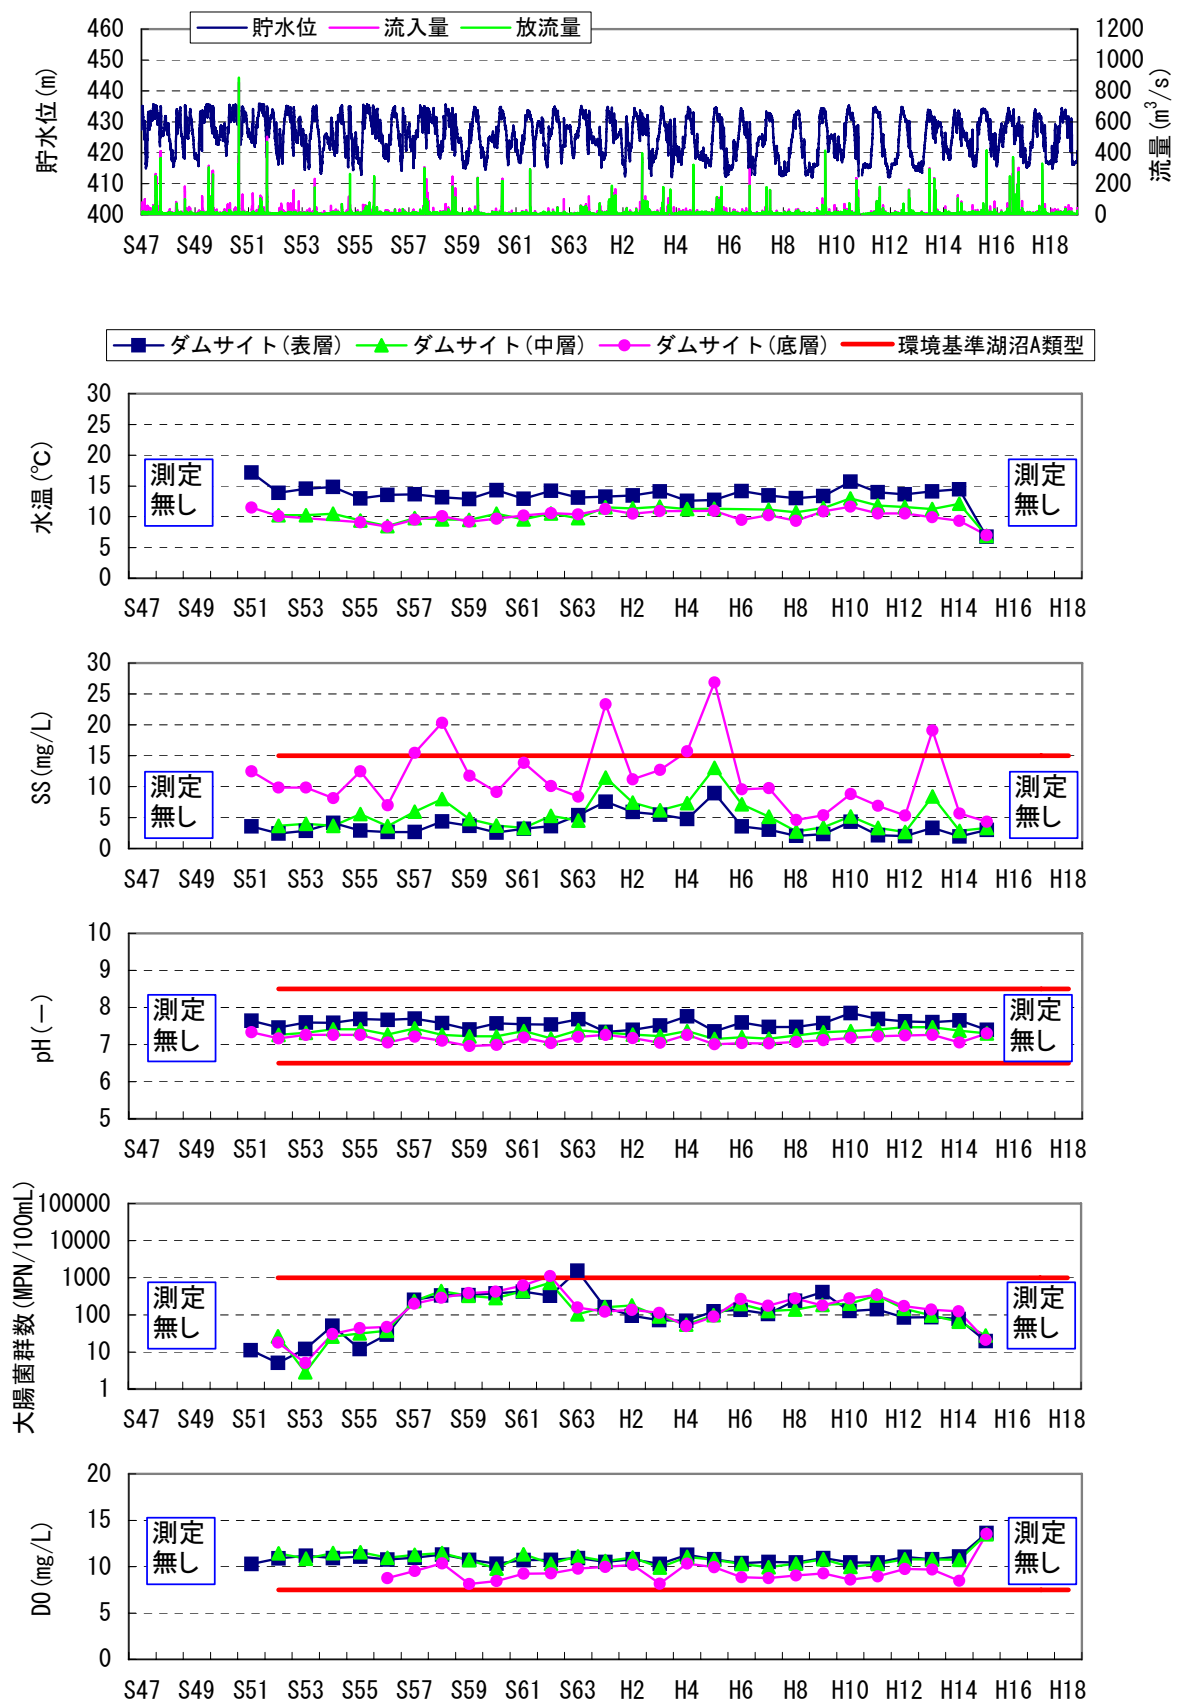 貯水位 流入量 放流量
貯水位(m)
460
450
440
430
420
410
400
1200
1000
800
600
400
200
0
流量(m³/s)
S47 S49 S51 S53 S55 S57 S59 S61 S63 H2 H4 H6 H8 H10 H12 H14 H16 H18
ダムサイト(表層) ダムサイト(中層) ダムサイト(底層) 環境基準湖沼A類型
水温(℃)
30
25
20
15
10
5
0
測定
無し
測定
無し
S47 S49 S51 S53 S55 S57 S59 S61 S63 H2 H4 H6 H8 H10 H12 H14 H16 H18
SS(mg/L)
30
25
20
15
10
5
0
測定
無し
測定
無し
S47 S49 S51 S53 S55 S57 S59 S61 S63 H2 H4 H6 H8 H10 H12 H14 H16 H18
pH(－)
10
9
8
7
6
5
測定
無し
測定
無し
S47 S49 S51 S53 S55 S57 S59 S61 S63 H2 H4 H6 H8 H10 H12 H14 H16 H18
大腸菌群数(MPN/100mL)
100000
10000
1000
100
10
1
測定
無し
測定
無し
S47 S49 S51 S53 S55 S57 S59 S61 S63 H2 H4 H6 H8 H10 H12 H14 H16 H18
DO(mg/L)
20
15
10
5
0
測定
無し
測定
無し
S47 S49 S51 S53 S55 S57 S59 S61 S63 H2 H4 H6 H8 H10 H12 H14 H16 H18